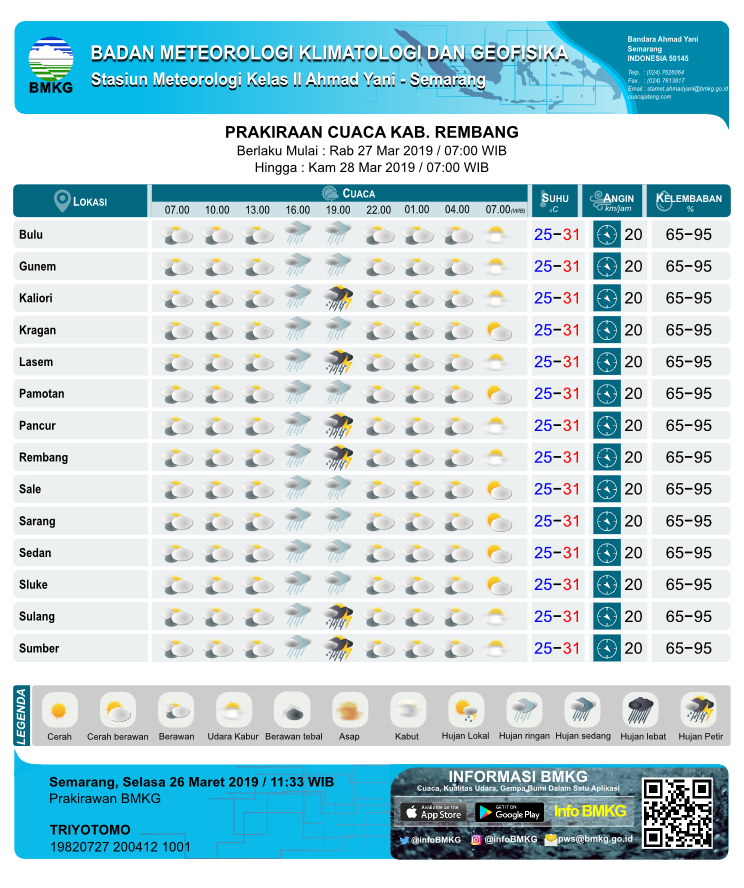 BMKG
BADAN METEOROLOGI KLIMATOLOGI DAN GEOFISIKA
Stasiun Meteorologi Kelas II Ahmad Yani - Semarang
Bandara Ahmad Yani
Semarang
INDONESIA 50145
Telp. : (024) 7626064
Fax. : (024) 7613817
Email : stamet.ahmadyani@bmkg.go.id
cuacajateng.com
PRAKIRAAN CUACA KAB. REMBANG
Berlaku Mulai : Rab 27 Mar 2019 / 07:00 WIB
Hingga : Kam 28 Mar 2019 / 07:00 WIB
LOKASI CUACA SUHU °C ANGIN km/jam KELEMBABAN %
07.00 10.00 13.00 16.00 19.00 22.00 01.00 04.00 07.00 (WIB)
Bulu 25-31 20 65-95
Gunem 25-31 20 65-95
Kaliori 25-31 20 65-95
Kragan 25-31 20 65-95
Lasem 25-31 20 65-95
Pamotan 25-31 20 65-95
Pancur 25-31 20 65-95
Rembang 25-31 20 65-95
Sale 25-31 20 65-95
Sarang 25-31 20 65-95
Sedan 25-31 20 65-95
Sluke 25-31 20 65-95
Sulang 25-31 20 65-95
Sumber 25-31 20 65-95
LEGENDA
Cerah Cerah berawan Berawan Udara Kabur Berawan tebal Asap Kabut Hujan Lokal Hujan ringan Hujan sedang Hujan lebat Hujan Petir
Semarang, Selasa 26 Maret 2019 / 11:33 WIB
Prakirawan BMKG
TRIYOTOMO
19820727 200412 1001
INFORMASI BMKG
Cuaca, Kualitas Udara, Gempa Bumi Dalam Satu Aplikasi
Available on the App Store
GET IT ON Google Play
Info BMKG
@infoBMKG @infoBMKG pws@bmkg.go.id